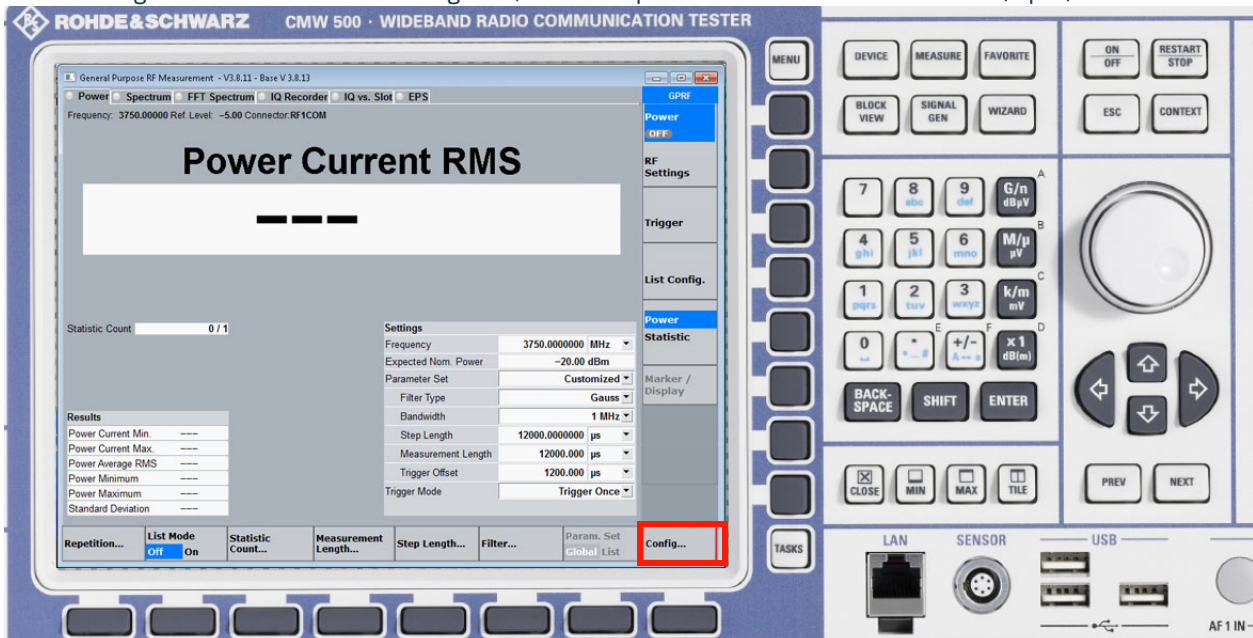 ROHDE&SCHWARZ CMW 500 · WIDEBAND RADIO COMMUNICATION TESTER
General Purpose RF Measurement - V3.8.11 - Base V 3.8.13
Power Spectrum FFT Spectrum IQ Recorder IQ vs. Slot EPS GPRF
Frequency: 3750.00000 Ref. Level: -5.00 Connector:RF1COM
Power
OFF
RF
Settings
Trigger
List Config.
Power
Statistic
Marker /
Display
Power Current RMS
---
Statistic Count 0 / 1
Settings
Frequency 3750.0000000 MHz
Expected Nom. Power -20.00 dBm
Parameter Set Customized
Filter Type Gauss
Bandwidth 1 MHz
Step Length 12000.0000000 µs
Measurement Length 12000.000 µs
Trigger Offset 1200.000 µs
Trigger Mode Trigger Once
Results
Power Current Min. ---
Power Current Max. ---
Power Average RMS ---
Power Minimum ---
Power Maximum ---
Standard Deviation ---
Repetition...
List Mode
Off On
Statistic
Count...
Measurement
Length...
Step Length...
Filter...
Param. Set
Global List
Config...
MENU
TASKS
DEVICE MEASURE FAVORITE
BLOCK
VIEW
SIGNAL
GEN
WIZARD
ON
OFF
RESTART
STOP
ESC CONTEXT
7
8
abc
9
def
G/n
dBµV
A
4
ghi
5
jkl
6
mno
M/µ
µV
B
1
pqrs
2
tuv
3
wxyz
k/m
mV
C
0
. 
*...#
E
+/-
A↔a
F
x1
dB(m)
D
BACK-
SPACE
SHIFT
ENTER
CLOSE MIN MAX TILE
PREV NEXT
LAN SENSOR USB
AF 1 IN